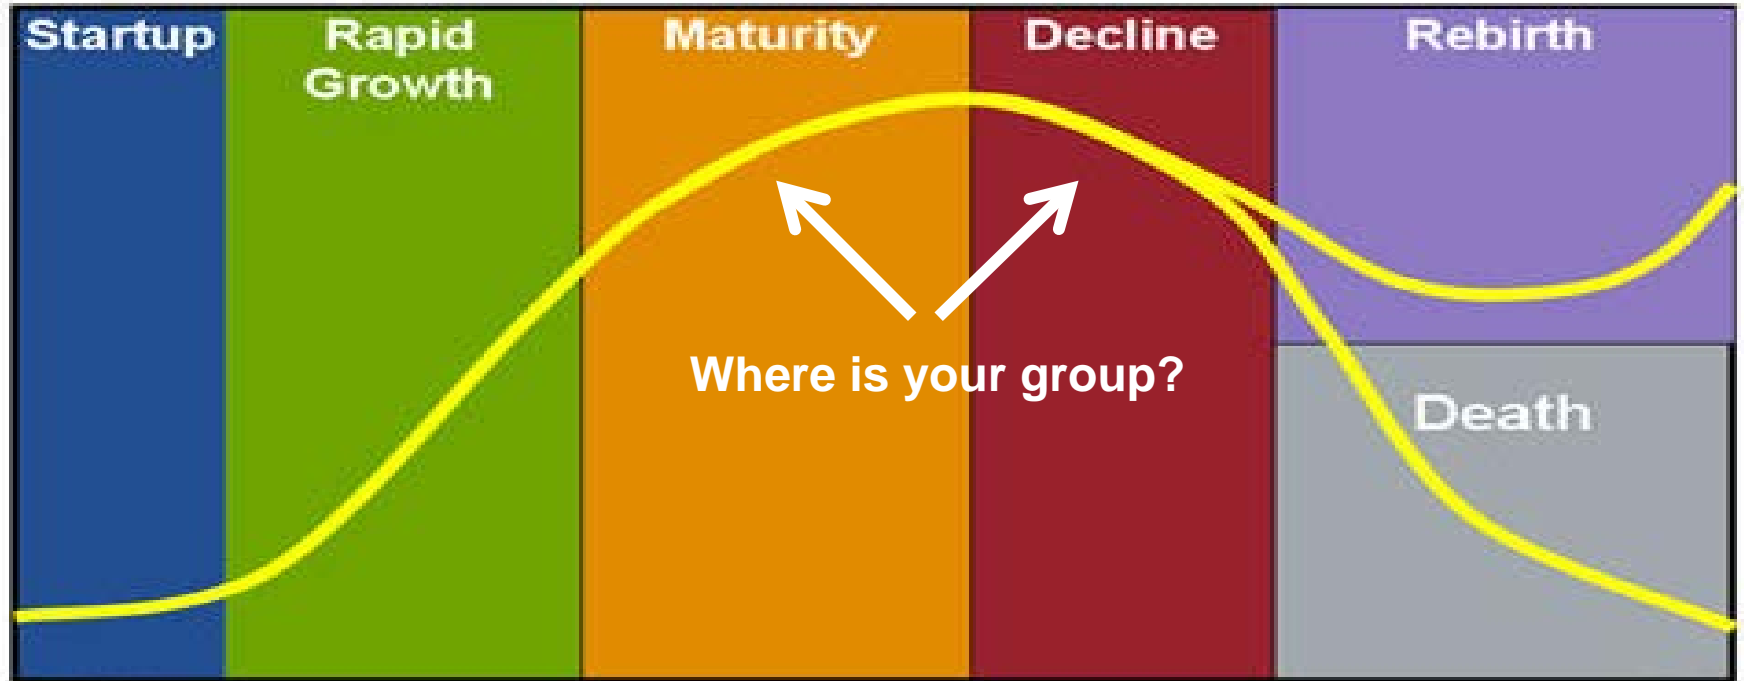 Startup
Rapid
Growth
Maturity
Decline
Rebirth
Where is your group?
Death